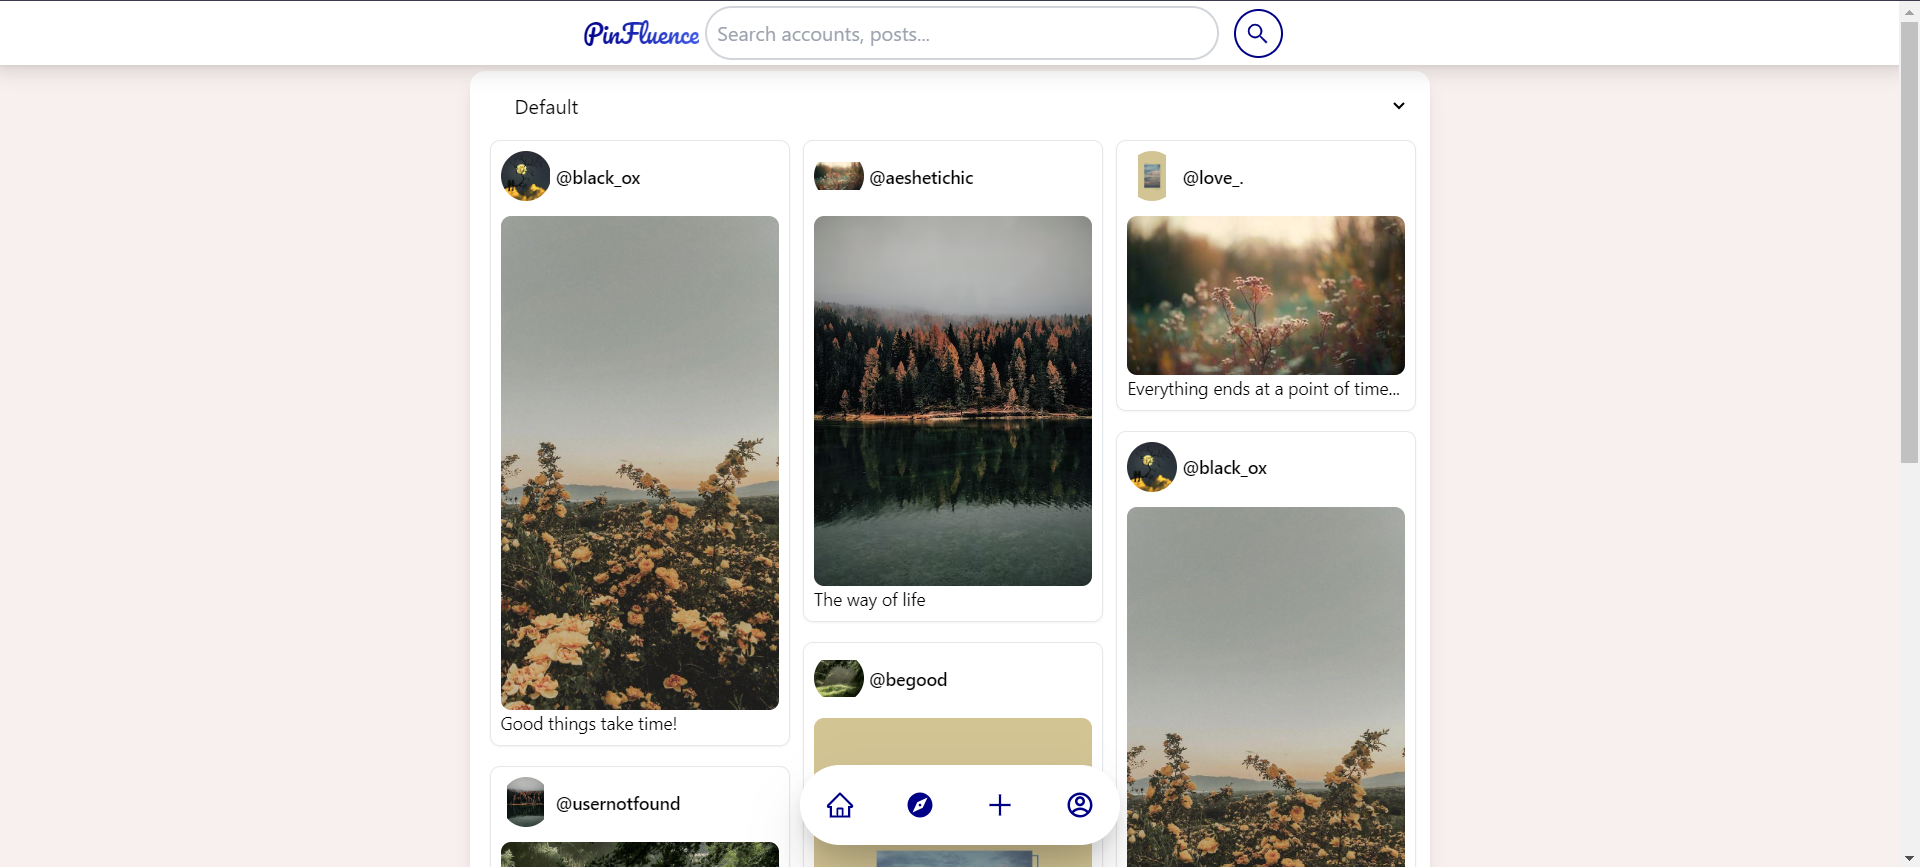 PinFluence
Search accounts, posts...
Default
@black_ox
Good things take time!
@usernotfound
@aeshetichic
The way of life
@begood
@love_.
Everything ends at a point of time...
@black_ox